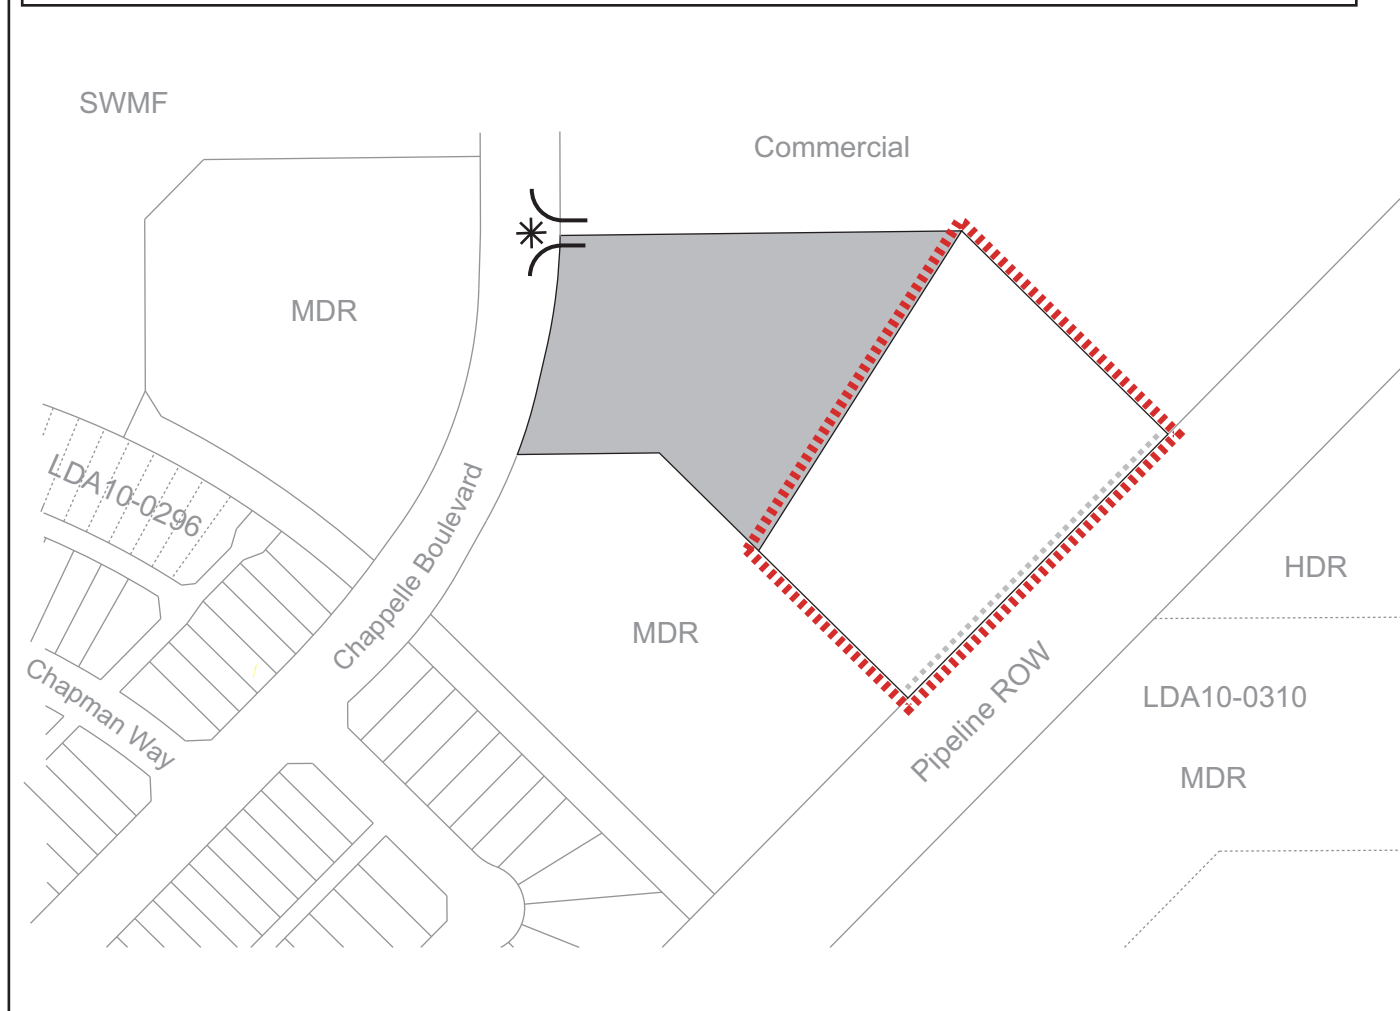 SWMF
Commercial
MDR
LDA10-0296
Chappelle Boulevard
HDR
MDR
Chapman Way
Pipeline ROW
LDA10-0310
MDR